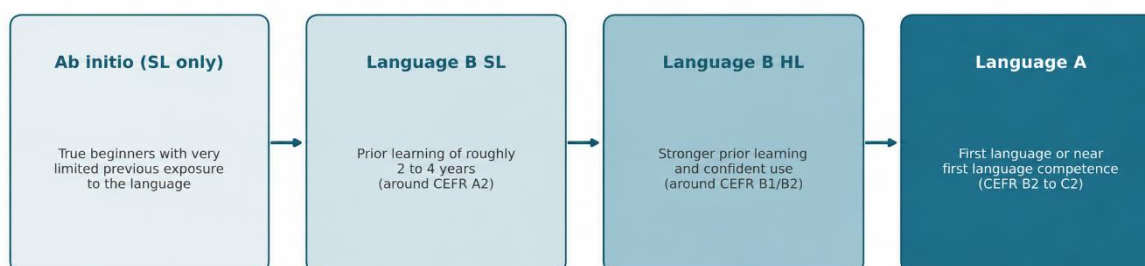 Ab initio (SL only)
True beginners with very
limited previous exposure
to the language
Language B SL
Prior learning of roughly
2 to 4 years
(around CEFR A2)
Language B HL
Stronger prior learning
and confident use
(around CEFR B1/B2)
Language A
First language or near
first language competence
(CEFR B2 to C2)